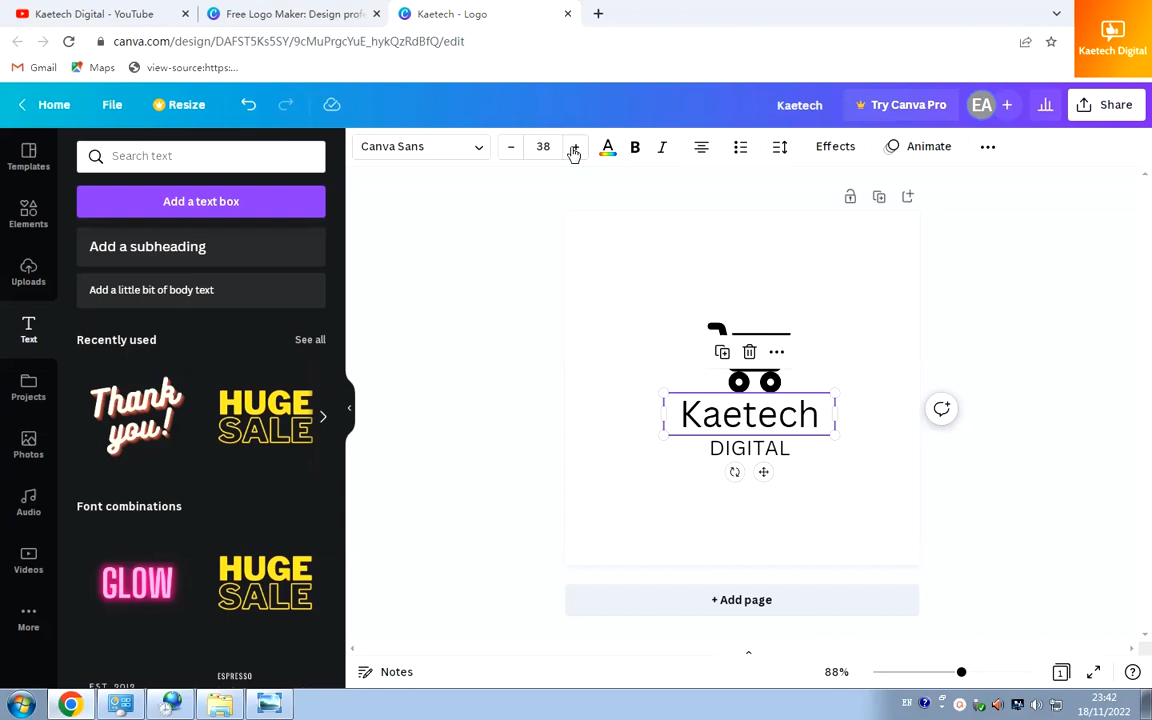 Kaetech Digital - YouTube
Free Logo Maker: Design prof
Kaetech - Logo
canva.com/design/DAFST5Ks5SY/9cMuPrgcYuE_hykQzRdBfQ/edit
Kaetech Digital
Gmail
Maps
view-source:https:...
Home
File
Resize
Kaetech
Try Canva Pro
EA
Share
Templates
Elements
Uploads
Text
Projects
Photos
Audio
Videos
More
Search text
Add a text box
Add a subheading
Add a little bit of body text
Recently used
See all
Thank
you!
HUGE
SALE
Font combinations
GLOW
HUGE
SALE
ESPRESSO
EST. 2012
Canva Sans
38
A
B
I
Effects
Animate
Kaetech
DIGITAL
+ Add page
Notes
88%
1
EN
23:42
18/11/2022